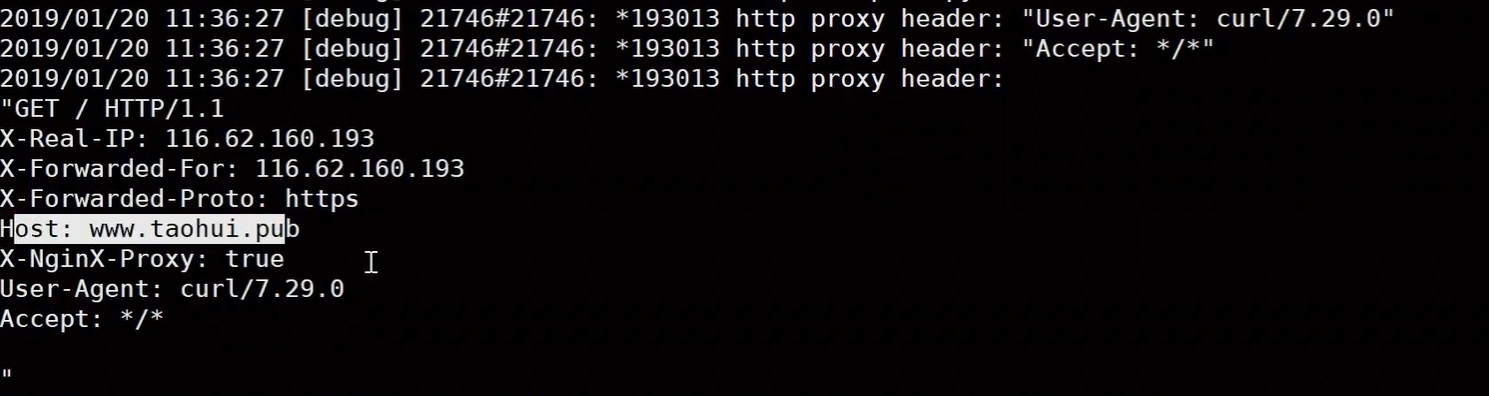 2019/01/20 11:36:27 [debug] 21746#21746: *193013 http proxy header: "User-Agent: curl/7.29.0"
2019/01/20 11:36:27 [debug] 21746#21746: *193013 http proxy header: "Accept: */*"
2019/01/20 11:36:27 [debug] 21746#21746: *193013 http proxy header:
"GET / HTTP/1.1
X-Real-IP: 116.62.160.193
X-Forwarded-For: 116.62.160.193
X-Forwarded-Proto: https
Host: www.taohui.pub
X-NginX-Proxy: true
User-Agent: curl/7.29.0
Accept: */*
"